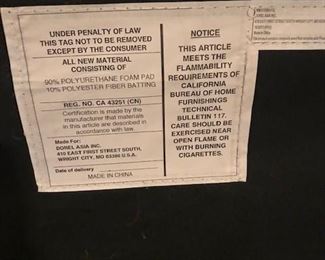 UNDER PENALTY OF LAW
THIS TAG NOT TO BE REMOVED
EXCEPT BY THE CONSUMER
ALL NEW MATERIAL
CONSISTING OF
90% POLYURETHANE FOAM PAD
10% POLYESTER FIBER BATTING
REG. NO. CA 43251 (CN)
Certification is made by the
manufacturer that materials
in this article are described in
accordance with law.
Made For:
DOREL ASIA INC.
410 EAST FIRST STREET SOUTH,
WRIGHT CITY, MO 63390 U.S.A.
Date of delivery
MADE IN CHINA
NOTICE
THIS ARTICLE
MEETS THE
FLAMMABILITY
REQUIREMENTS OF
CALIFORNIA
BUREAU OF HOME
FURNISHINGS
TECHNICAL
BULLETIN 117.
CARE SHOULD BE
EXERCISED NEAR
OPEN FLAME OR
WITH BURNING
CIGARETTES.